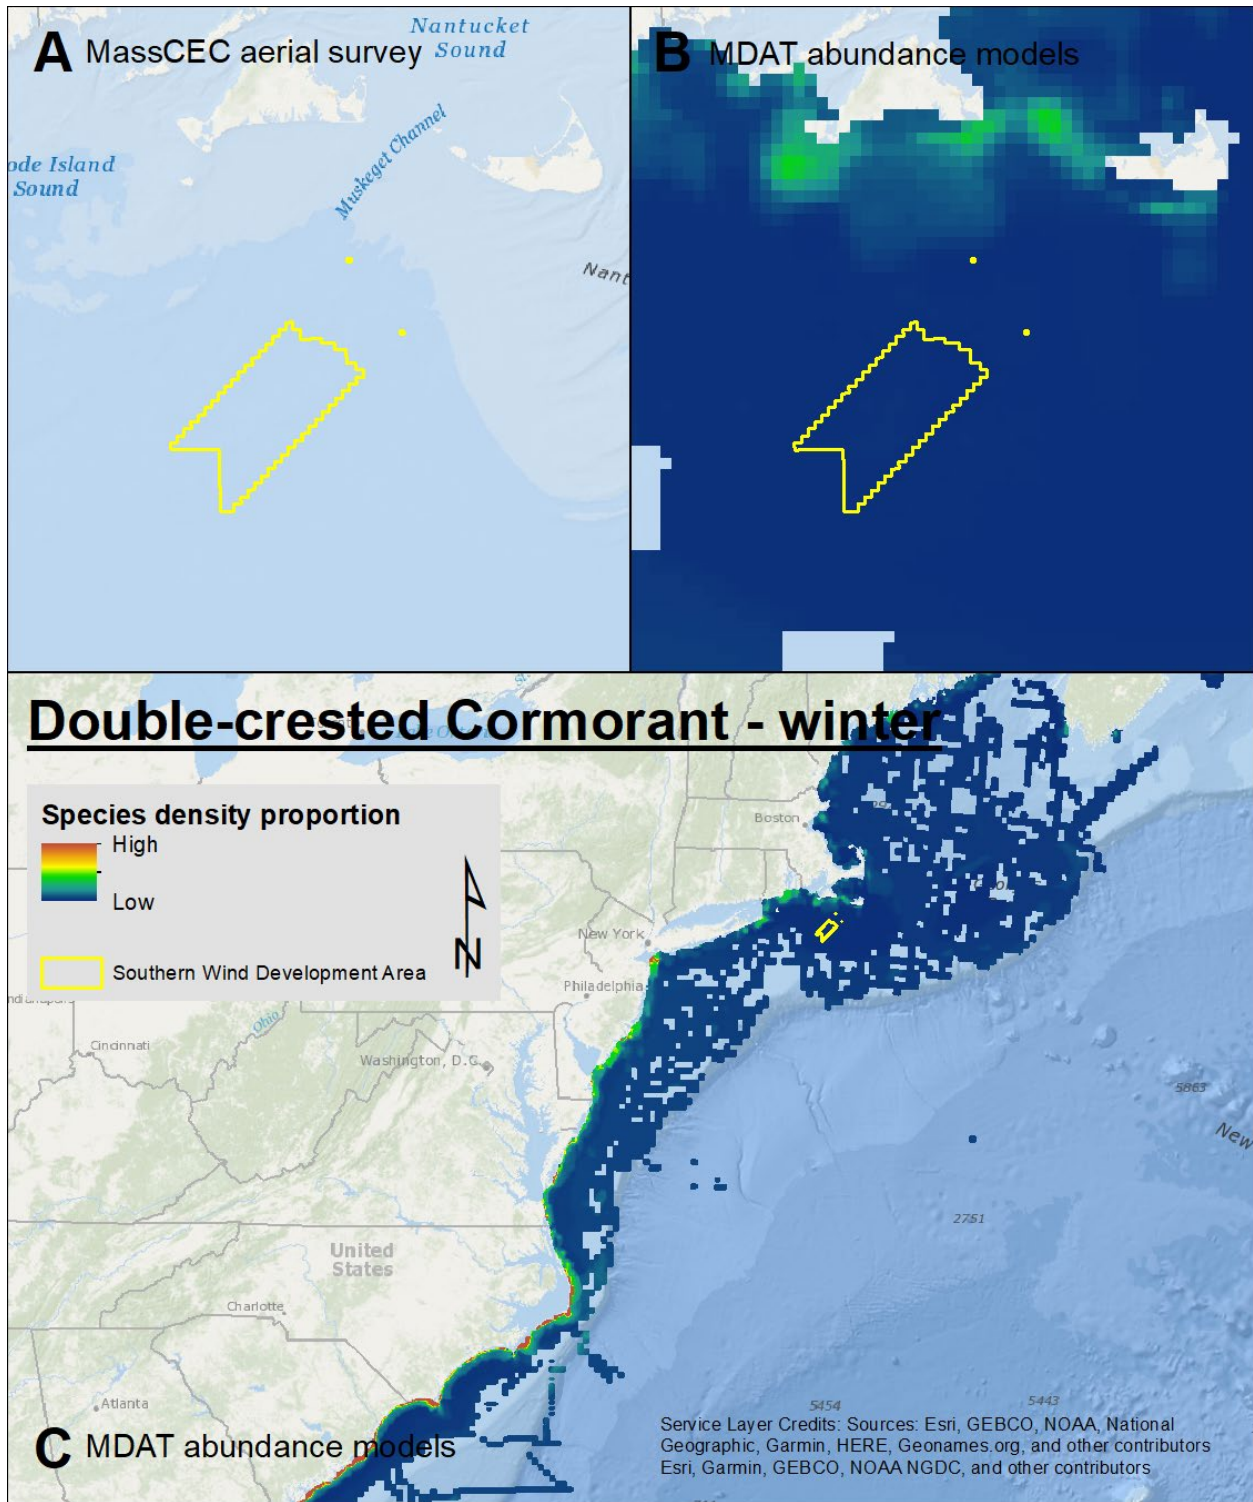 A MassCEC aerial survey
Nantucket
Sound
ode Island
Sound
Muskeget Channel
Nant
B MDAT abundance models
Double-crested Cormorant - winter
Species density proportion
High
Low
N
Southern Wind Development Area
Boston
New York
Philadelphia
Ohio
Cincinnati
Washington, D.C.
5863
New
2751
United
States
Charlotte
Atlanta
5454
5443
C MDAT abundance models
Service Layer Credits: Sources: Esri, GEBCO, NOAA, National
Geographic, Garmin, HERE, Geonames.org, and other contributors
Esri, Garmin, GEBCO, NOAA NGDC, and other contributors